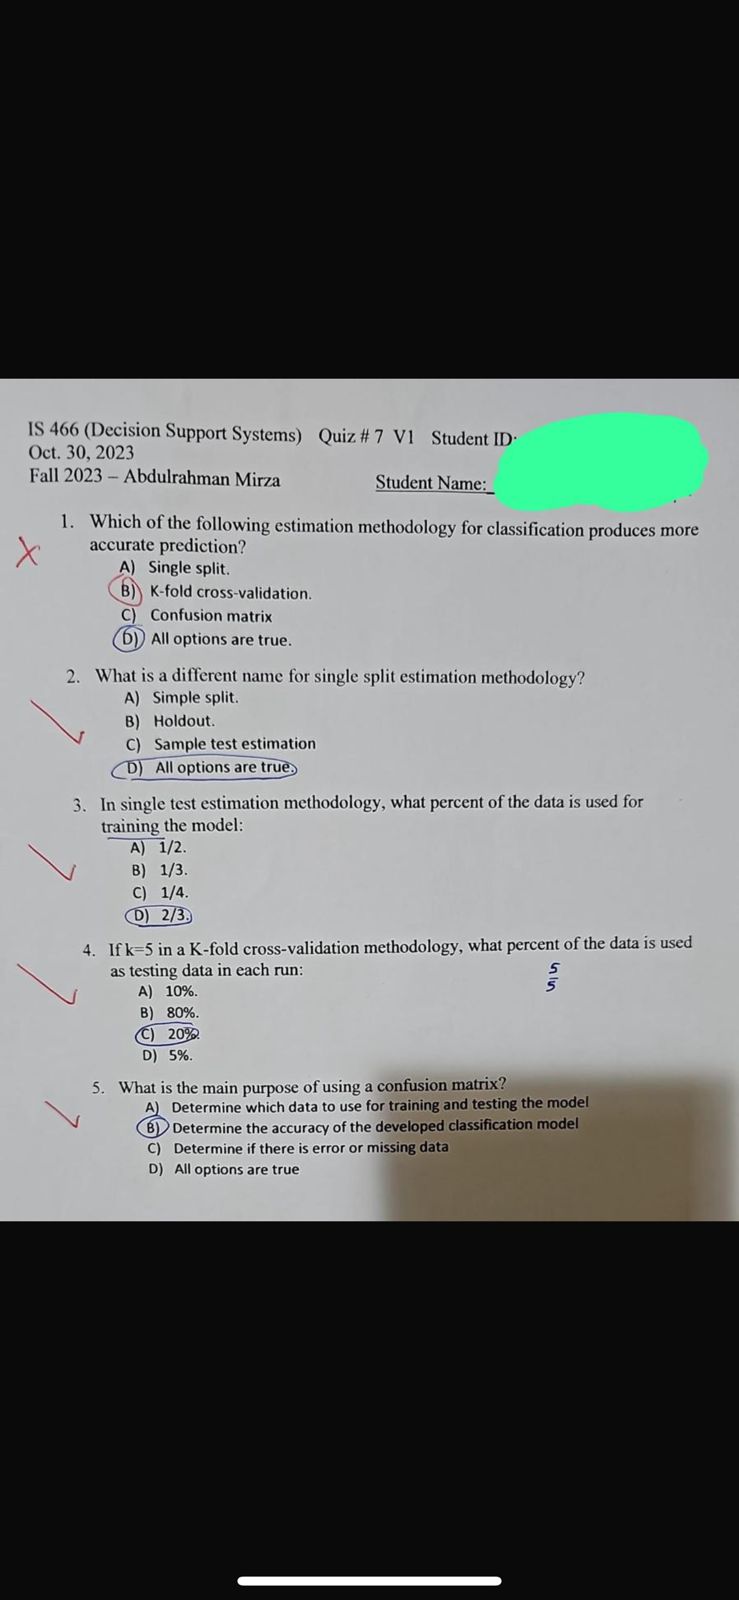 IS 466 (Decision Support Systems) Quiz # 7 V1 Student ID:
Oct. 30, 2023
Fall 2023 – Abdulrahman Mirza Student Name:
1. Which of the following estimation methodology for classification produces more
accurate prediction?
A) Single split.
B) K-fold cross-validation.
C) Confusion matrix
D) All options are true.
2. What is a different name for single split estimation methodology?
A) Simple split.
B) Holdout.
C) Sample test estimation
D) All options are true.
3. In single test estimation methodology, what percent of the data is used for
training the model:
A) 1/2.
B) 1/3.
C) 1/4.
D) 2/3.
4. If k=5 in a K-fold cross-validation methodology, what percent of the data is used
as testing data in each run:
5/5
A) 10%.
B) 80%.
C) 20%.
D) 5%.
5. What is the main purpose of using a confusion matrix?
A) Determine which data to use for training and testing the model
B) Determine the accuracy of the developed classification model
C) Determine if there is error or missing data
D) All options are true